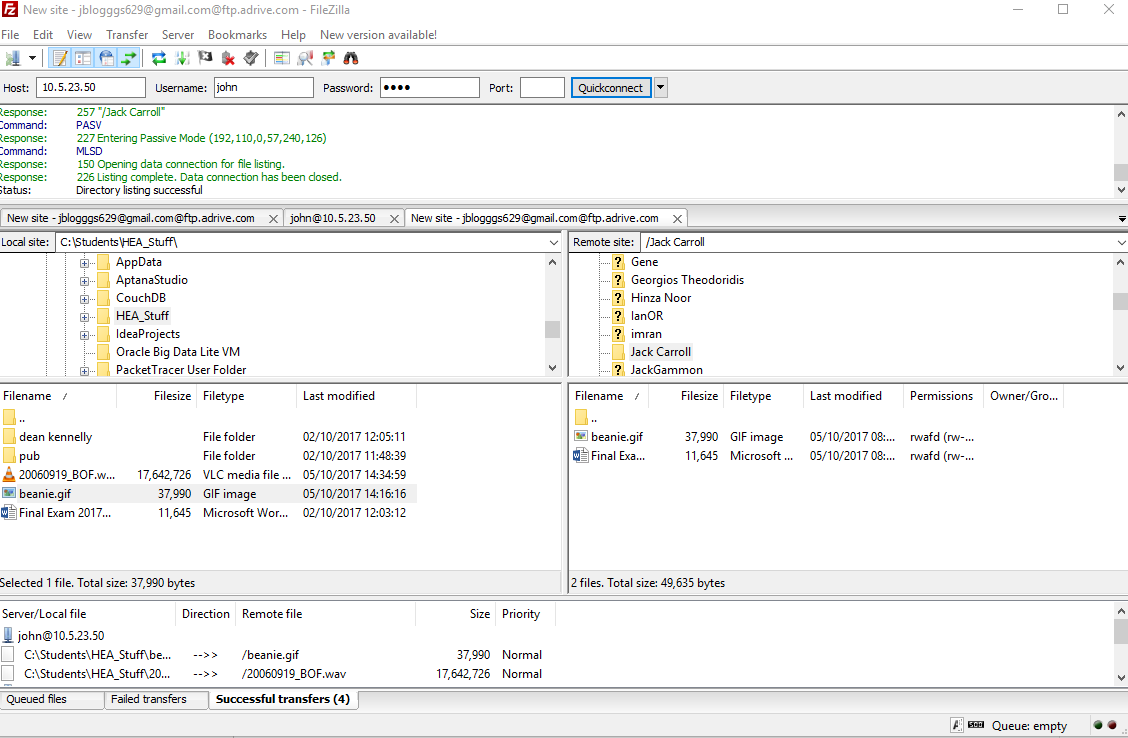 New site - jblogggs629@gmail.com@ftp.adrive.com - FileZilla
File Edit View Transfer Server Bookmarks Help New version available!
Host: 10.5.23.50 Username: john Password: ●●●● Port: Quickconnect
Response: 257 "/Jack Carroll"
Command: PASV
Response: 227 Entering Passive Mode (192,110,0,57,240,126)
Command: MLSD
Response: 150 Opening data connection for file listing.
Response: 226 Listing complete. Data connection has been closed.
Status: Directory listing successful
New site - jblogggs629@gmail.com@ftp.adrive.com john@10.5.23.50 New site - jblogggs629@gmail.com@ftp.adrive.com
Local site: C:\Students\HEA_Stuff\
AppData
AptanaStudio
CouchDB
HEA_Stuff
IdeaProjects
Oracle Big Data Lite VM
PacketTracer User Folder
Filename Filesize Filetype Last modified
..
dean kennelly File folder 02/10/2017 12:05:11
pub File folder 02/10/2017 11:48:39
20060919_BOF.w... 17,642,726 VLC media file ... 05/10/2017 14:34:59
beanie.gif 37,990 GIF image 05/10/2017 14:16:16
Final Exam 2017... 11,645 Microsoft Wor... 02/10/2017 12:03:12
Selected 1 file. Total size: 37,990 bytes
Remote site: /Jack Carroll
Gene
Georgios Theodoridis
Hinza Noor
IanOR
imran
Jack Carroll
JackGammon
Filename Filesize Filetype Last modified Permissions Owner/Gro...
..
beanie.gif 37,990 GIF image 05/10/2017 08:... rwafd (rw-...
Final Exa... 11,645 Microsoft ... 05/10/2017 08:... rwafd (rw-...
2 files. Total size: 49,635 bytes
Server/Local file Direction Remote file Size Priority
john@10.5.23.50
C:\Students\HEA_Stuff\be... -->> /beanie.gif 37,990 Normal
C:\Students\HEA_Stuff\20... -->> /20060919_BOF.wav 17,642,726 Normal
Queued files Failed transfers Successful transfers (4)
Queue: empty